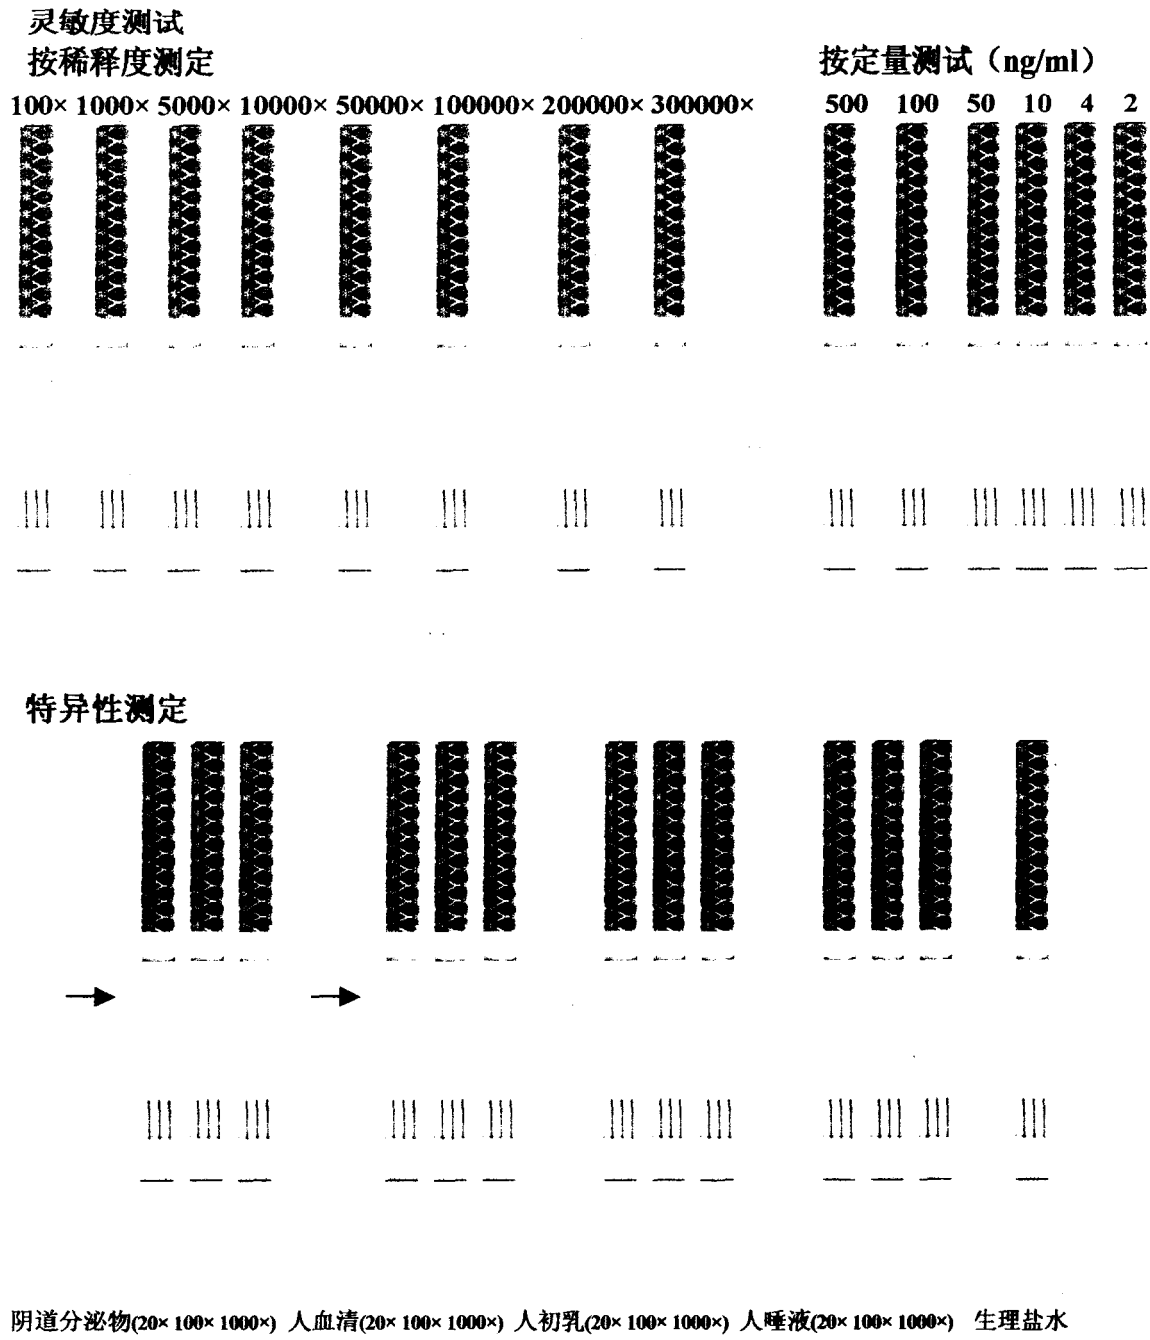 灵敏度测试
按稀释度测定
按定量测试（ng/ml）
100× 1000× 5000× 10000× 50000× 100000× 200000× 300000×
500 100 50 10 4 2
特异性测定
阴道分泌物(20× 100× 1000×) 人血清(20× 100× 1000×) 人初乳(20× 100× 1000×) 人唾液(20× 100× 1000×) 生理盐水